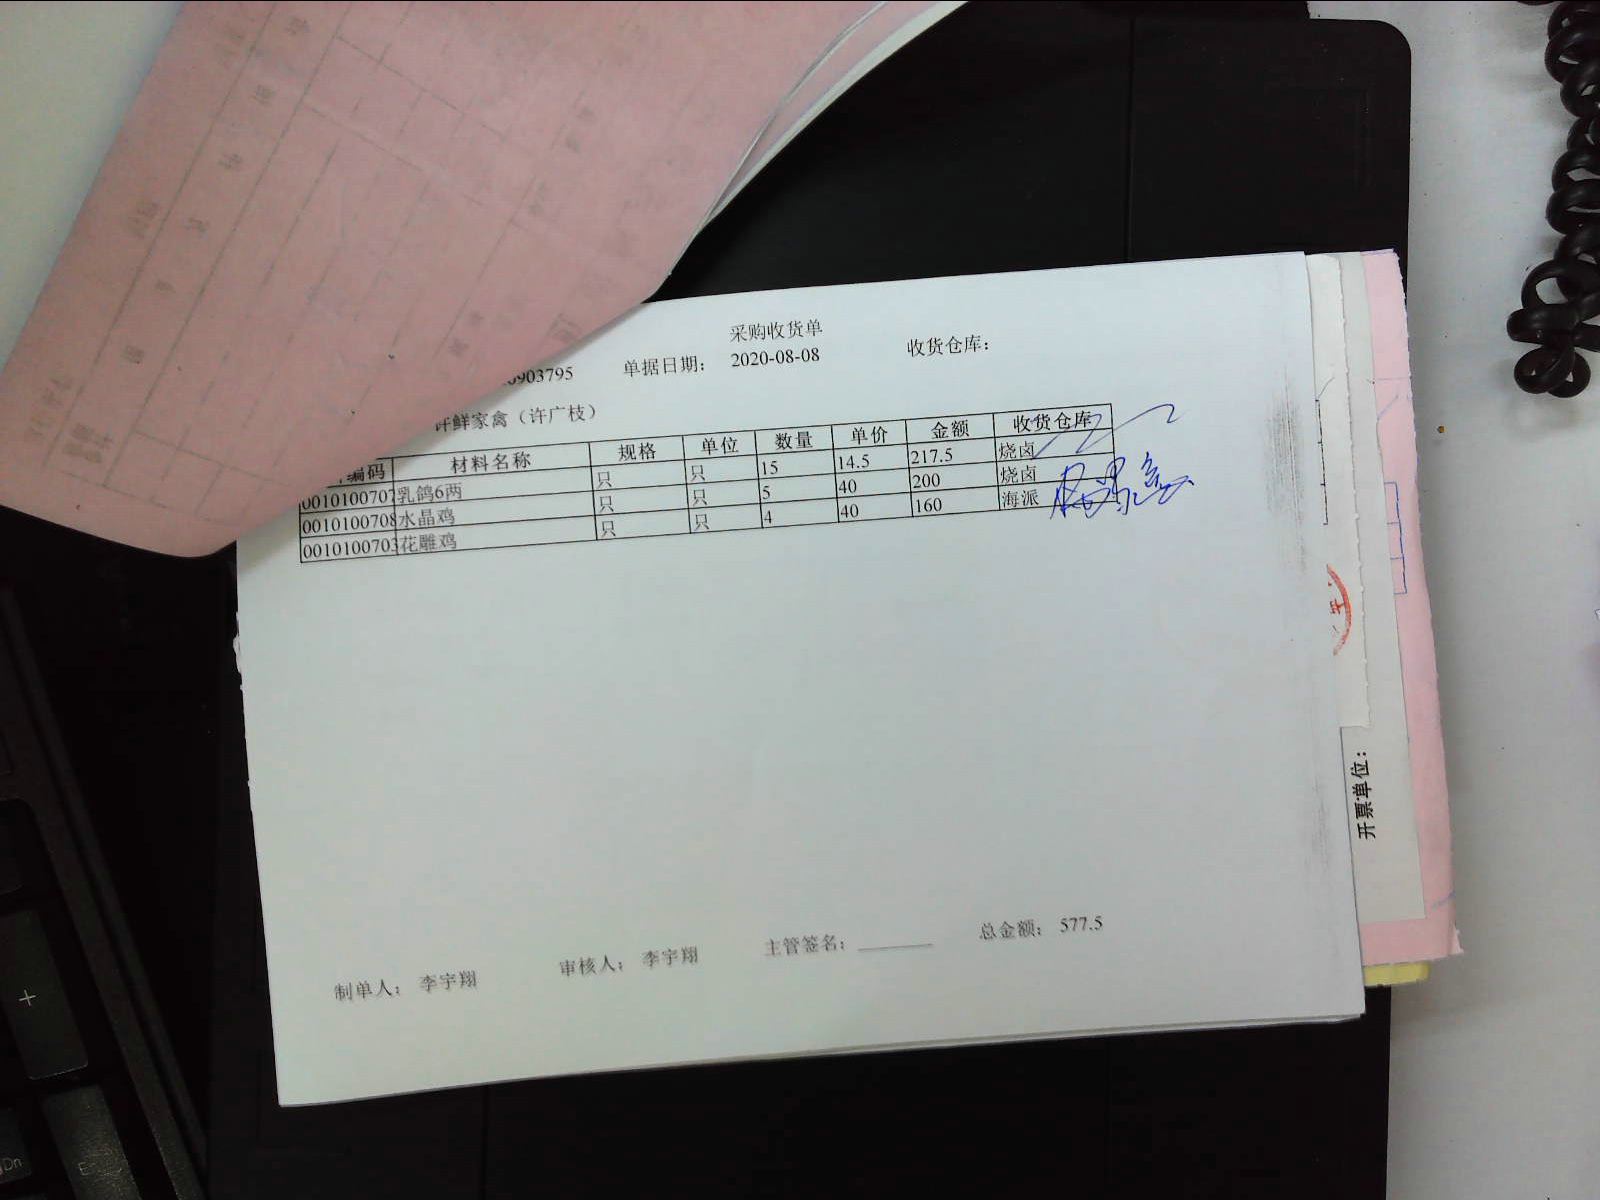 采购收货单
0903795 单据日期： 2020-08-08 收货仓库：
许鲜家禽（许广枝）
编码 材料名称 规格 单位 数量 单价 金额 收货仓库
0010100707 乳鸽6两 只 只 15 14.5 217.5 烧卤
0010100708 水晶鸡 只 只 5 40 200 烧卤
0010100703 花雕鸡 只 只 4 40 160 海派
制单人： 李宇翔 审核人： 李宇翔 主管签名： 总金额： 577.5
开票单位：